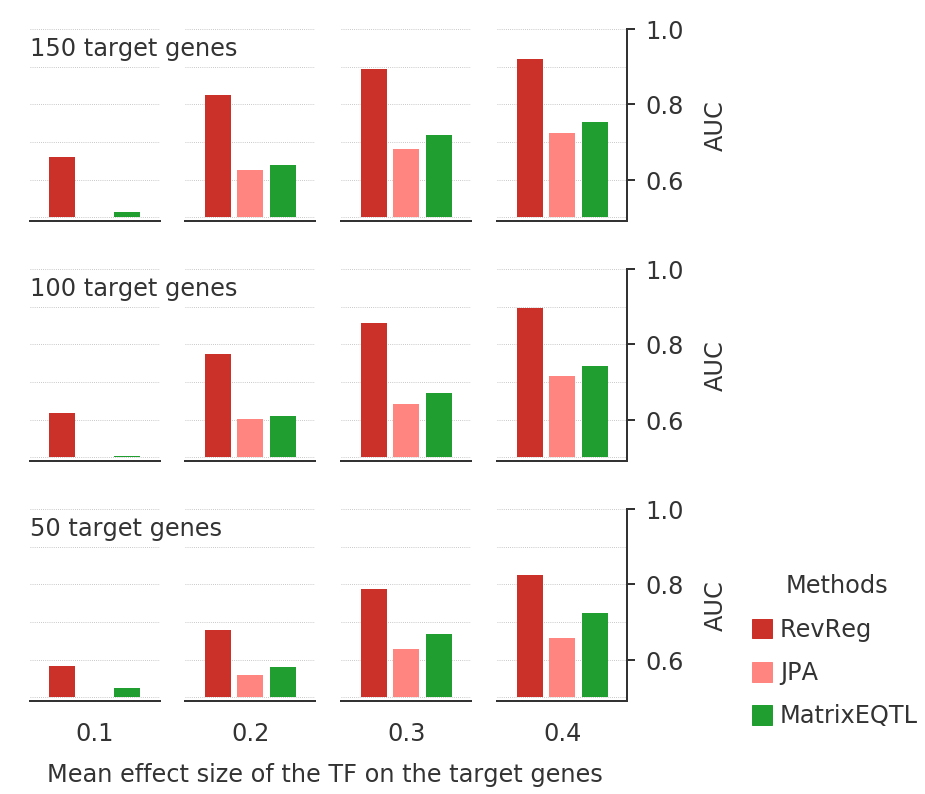 150 target genes
1.0
0.8
0.6
AUC
100 target genes
1.0
0.8
0.6
AUC
50 target genes
1.0
0.8
0.6
AUC
0.1 0.2 0.3 0.4
Mean effect size of the TF on the target genes
Methods
RevReg
JPA
MatrixEQTL